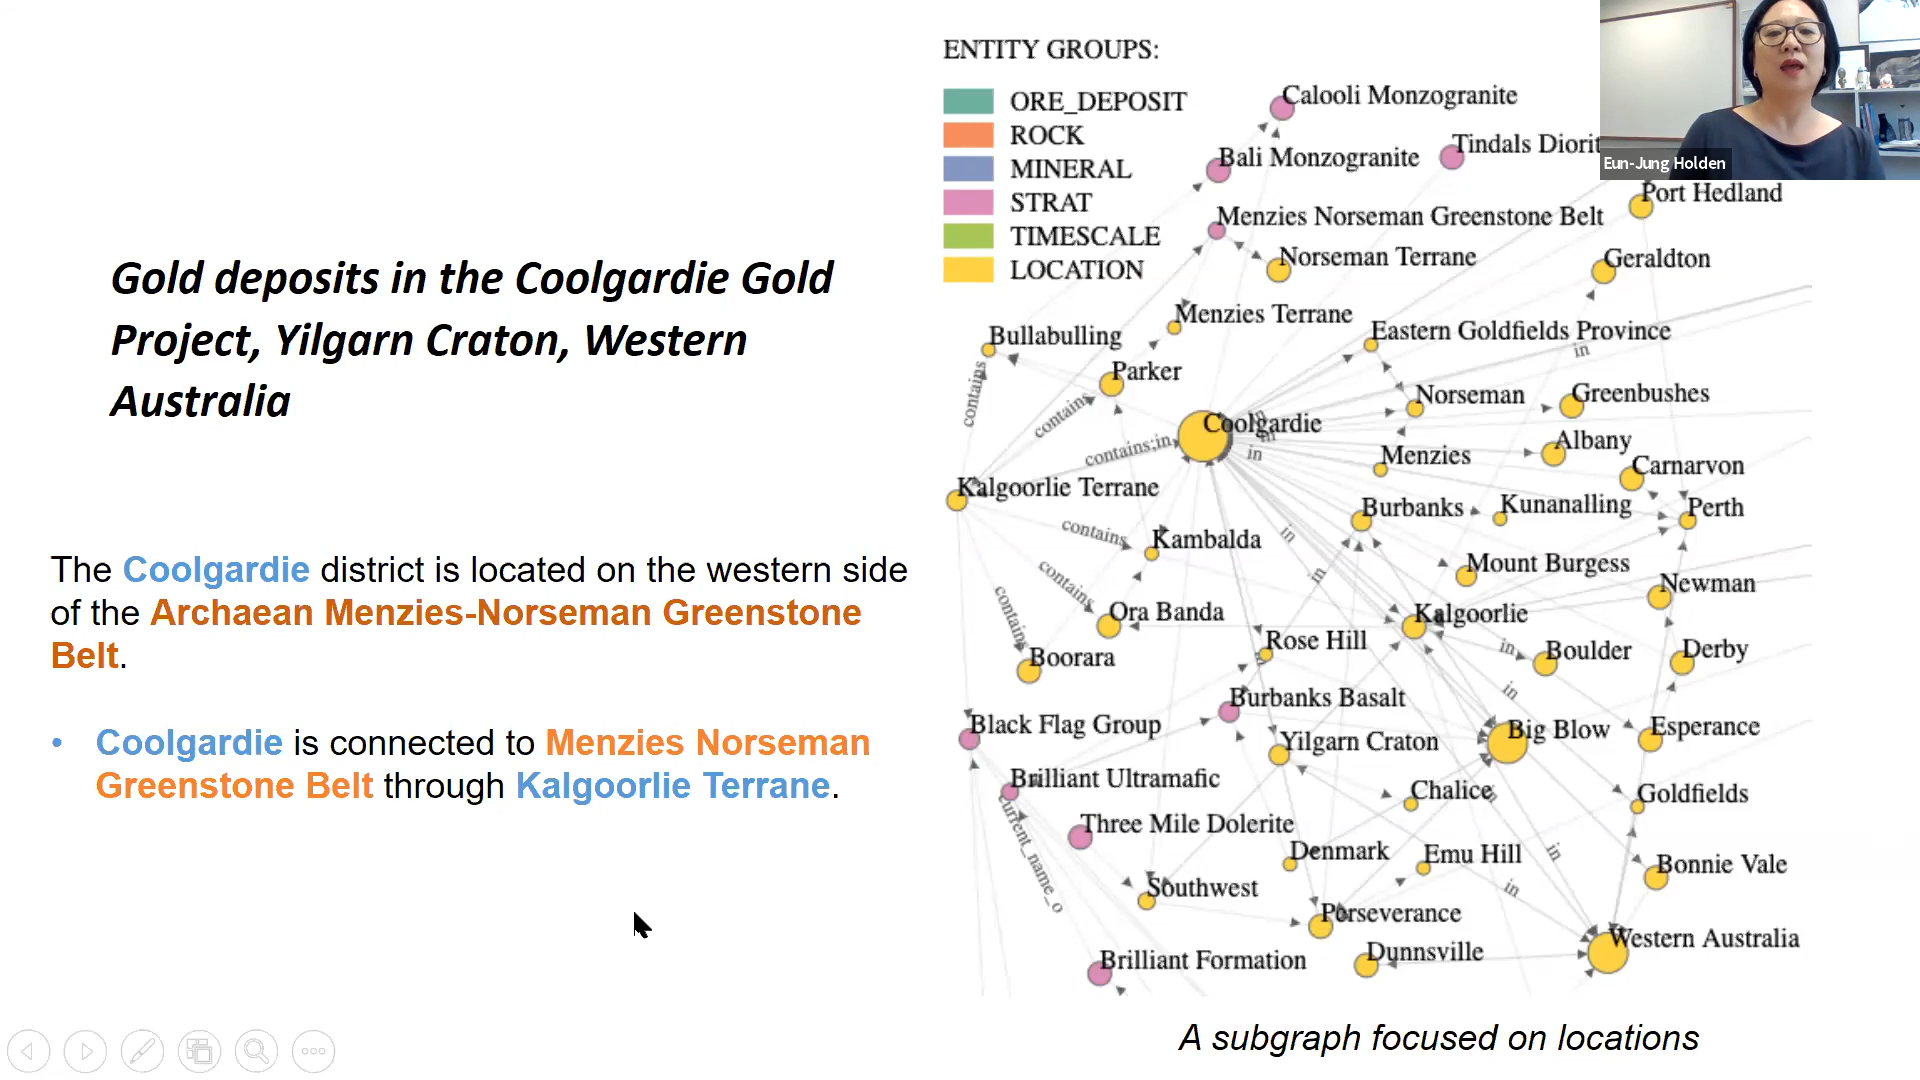 Gold deposits in the Coolgardie Gold
Project, Yilgarn Craton, Western
Australia
The Coolgardie district is located on the western side
of the Archaean Menzies-Norseman Greenstone
Belt.
• Coolgardie is connected to Menzies Norseman
Greenstone Belt through Kalgoorlie Terrane.
ENTITY GROUPS:
ORE_DEPOSIT
ROCK
MINERAL
STRAT
TIMESCALE
LOCATION
Calooli Monzogranite
Bali Monzogranite
Tindals Diorit
Eun-Jung Holden
Port Hedland
Menzies Norseman Greenstone Belt
Norseman Terrane
Geraldton
Menzies Terrane
Bullabulling
Eastern Goldfields Province
in
Parker
contains
Norseman
Greenbushes
contains
Coolgardie
in
in
in
Albany
contains;in
Menzies
Carnarvon
Kalgoorlie Terrane
Burbanks
Kunanalling
Perth
contains
Kambalda
in
Mount Burgess
contains
in
Newman
contains
Ora Banda
Kalgoorlie
Rose Hill
in
Boulder
Derby
Boorara
in
Burbanks Basalt
Black Flag Group
Yilgarn Craton
Big Blow
Esperance
Brilliant Ultramafic
Chalice
Goldfields
current_name_o
Three Mile Dolerite
Denmark
Emu Hill
in
Bonnie Vale
Southwest
in
Perseverance
Western Australia
Dunnsville
Brilliant Formation
A subgraph focused on locations